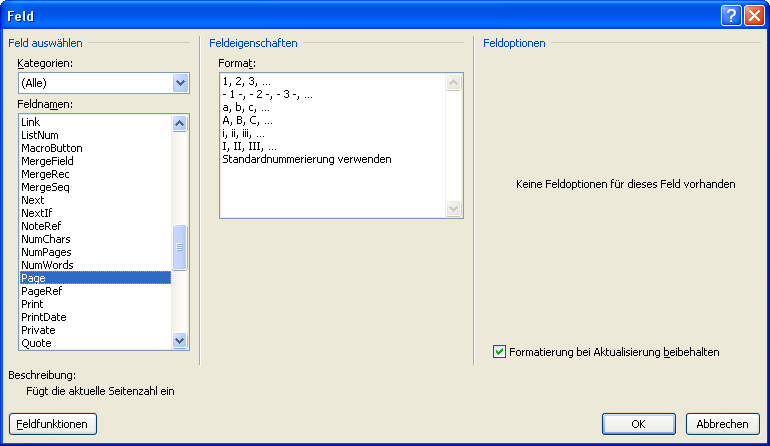 Feld
Feld auswählen
Kategorien:
(Alle)
Feldnamen:
Link
ListNum
MacroButton
MergeField
MergeRec
MergeSeq
Next
NextIf
NoteRef
NumChars
NumPages
NumWords
Page
PageRef
Print
PrintDate
Private
Quote
Feldeigenschaften
Format:
1, 2, 3, ...
- 1 -, - 2 -, - 3 -, ...
a, b, c, ...
A, B, C, ...
i, ii, iii, ...
I, II, III, ...
Standardnummerierung verwenden
Feldoptionen
Keine Feldoptionen für dieses Feld vorhanden
Formatierung bei Aktualisierung beibehalten
Beschreibung:
Fügt die aktuelle Seitenzahl ein
Feldfunktionen
OK
Abbrechen